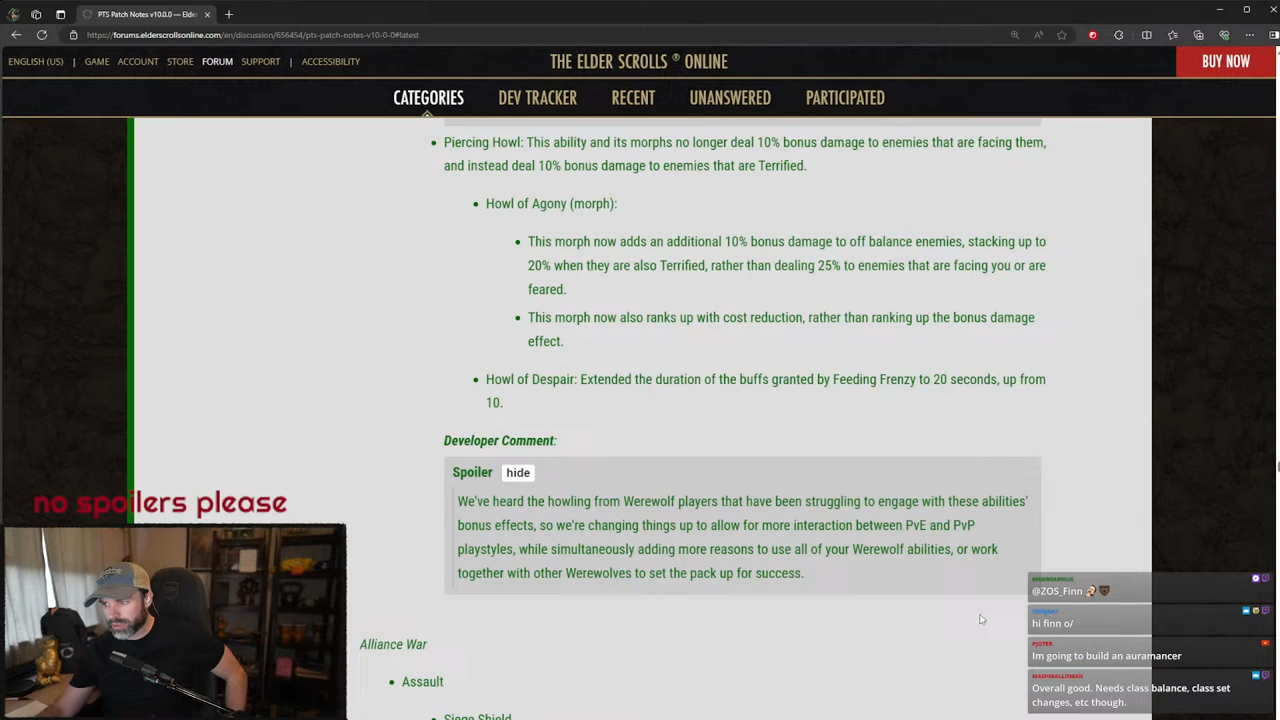 PTS Patch Notes v10.0.0 — Elder
https://forums.elderscrollsonline.com/en/discussion/656454/pts-patch-notes-v10-0-0#latest
ENGLISH (US) | GAME ACCOUNT STORE FORUM SUPPORT | ACCESSIBILITY
THE ELDER SCROLLS ® ONLINE
BUY NOW
CATEGORIES DEV TRACKER RECENT UNANSWERED PARTICIPATED
• Piercing Howl: This ability and its morphs no longer deal 10% bonus damage to enemies that are facing them,
and instead deal 10% bonus damage to enemies that are Terrified.
• Howl of Agony (morph):
• This morph now adds an additional 10% bonus damage to off balance enemies, stacking up to
20% when they are also Terrified, rather than dealing 25% to enemies that are facing you or are
feared.
• This morph now also ranks up with cost reduction, rather than ranking up the bonus damage
effect.
• Howl of Despair: Extended the duration of the buffs granted by Feeding Frenzy to 20 seconds, up from
10.
Developer Comment:
Spoiler hide
We've heard the howling from Werewolf players that have been struggling to engage with these abilities'
bonus effects, so we're changing things up to allow for more interaction between PvE and PvP
playstyles, while simultaneously adding more reasons to use all of your Werewolf abilities, or work
together with other Werewolves to set the pack up for success.
Alliance War
• Assault
• Siege Shield
no spoilers please
@ZOS_Finn
hi finn o/
PJOTER
Im going to build an auramancer
MASHMALLOMAN
Overall good. Needs class balance, class set
changes, etc though.